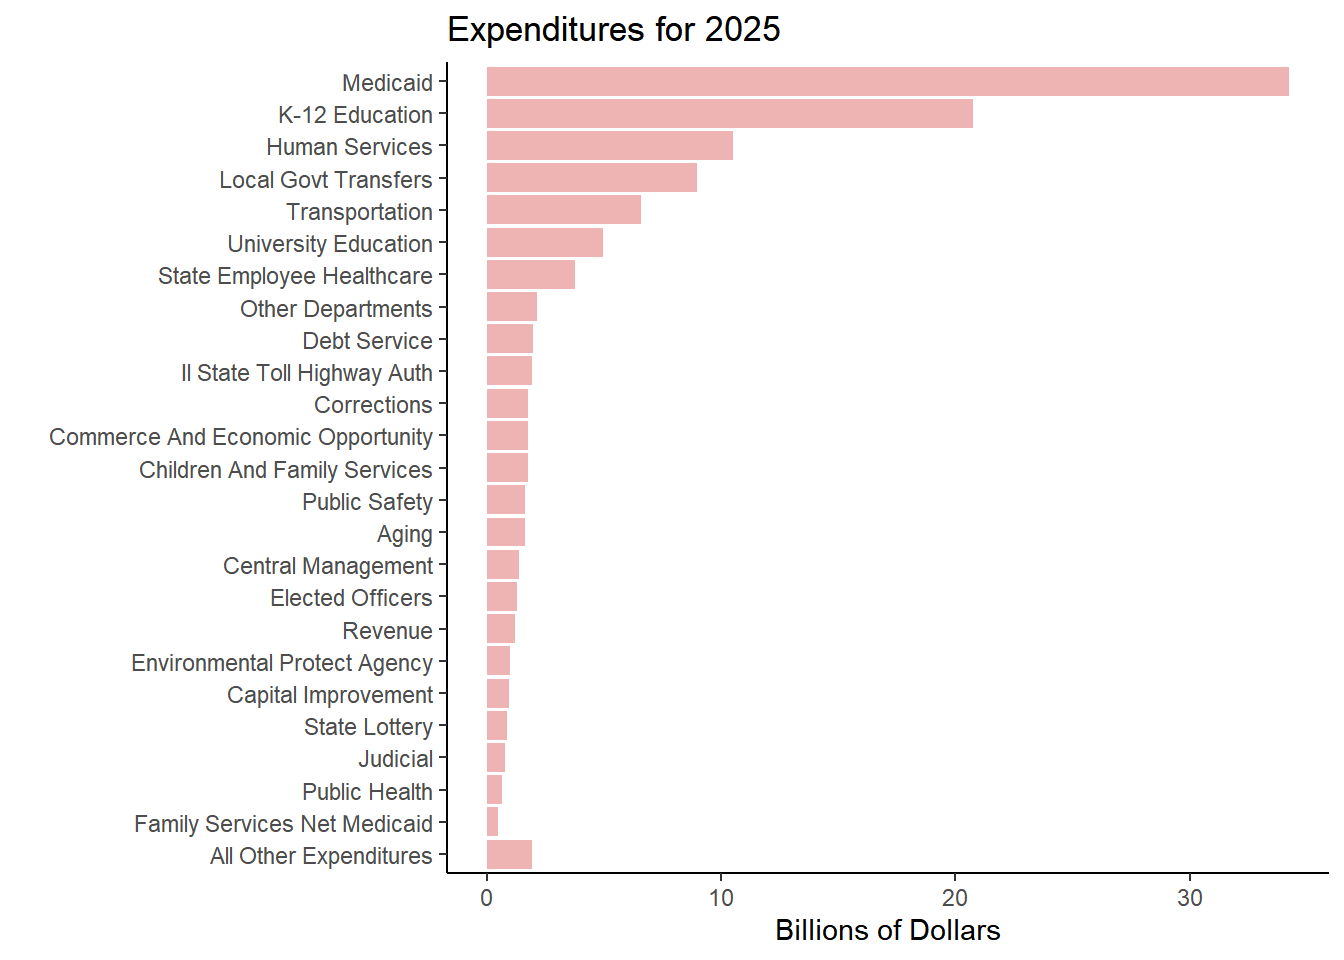 Expenditures for 2025
Medicaid
K-12 Education
Human Services
Local Govt Transfers
Transportation
University Education
State Employee Healthcare
Other Departments
Debt Service
Il State Toll Highway Auth
Corrections
Commerce And Economic Opportunity
Children And Family Services
Public Safety
Aging
Central Management
Elected Officers
Revenue
Environmental Protect Agency
Capital Improvement
State Lottery
Judicial
Public Health
Family Services Net Medicaid
All Other Expenditures
0 10 20 30
Billions of Dollars